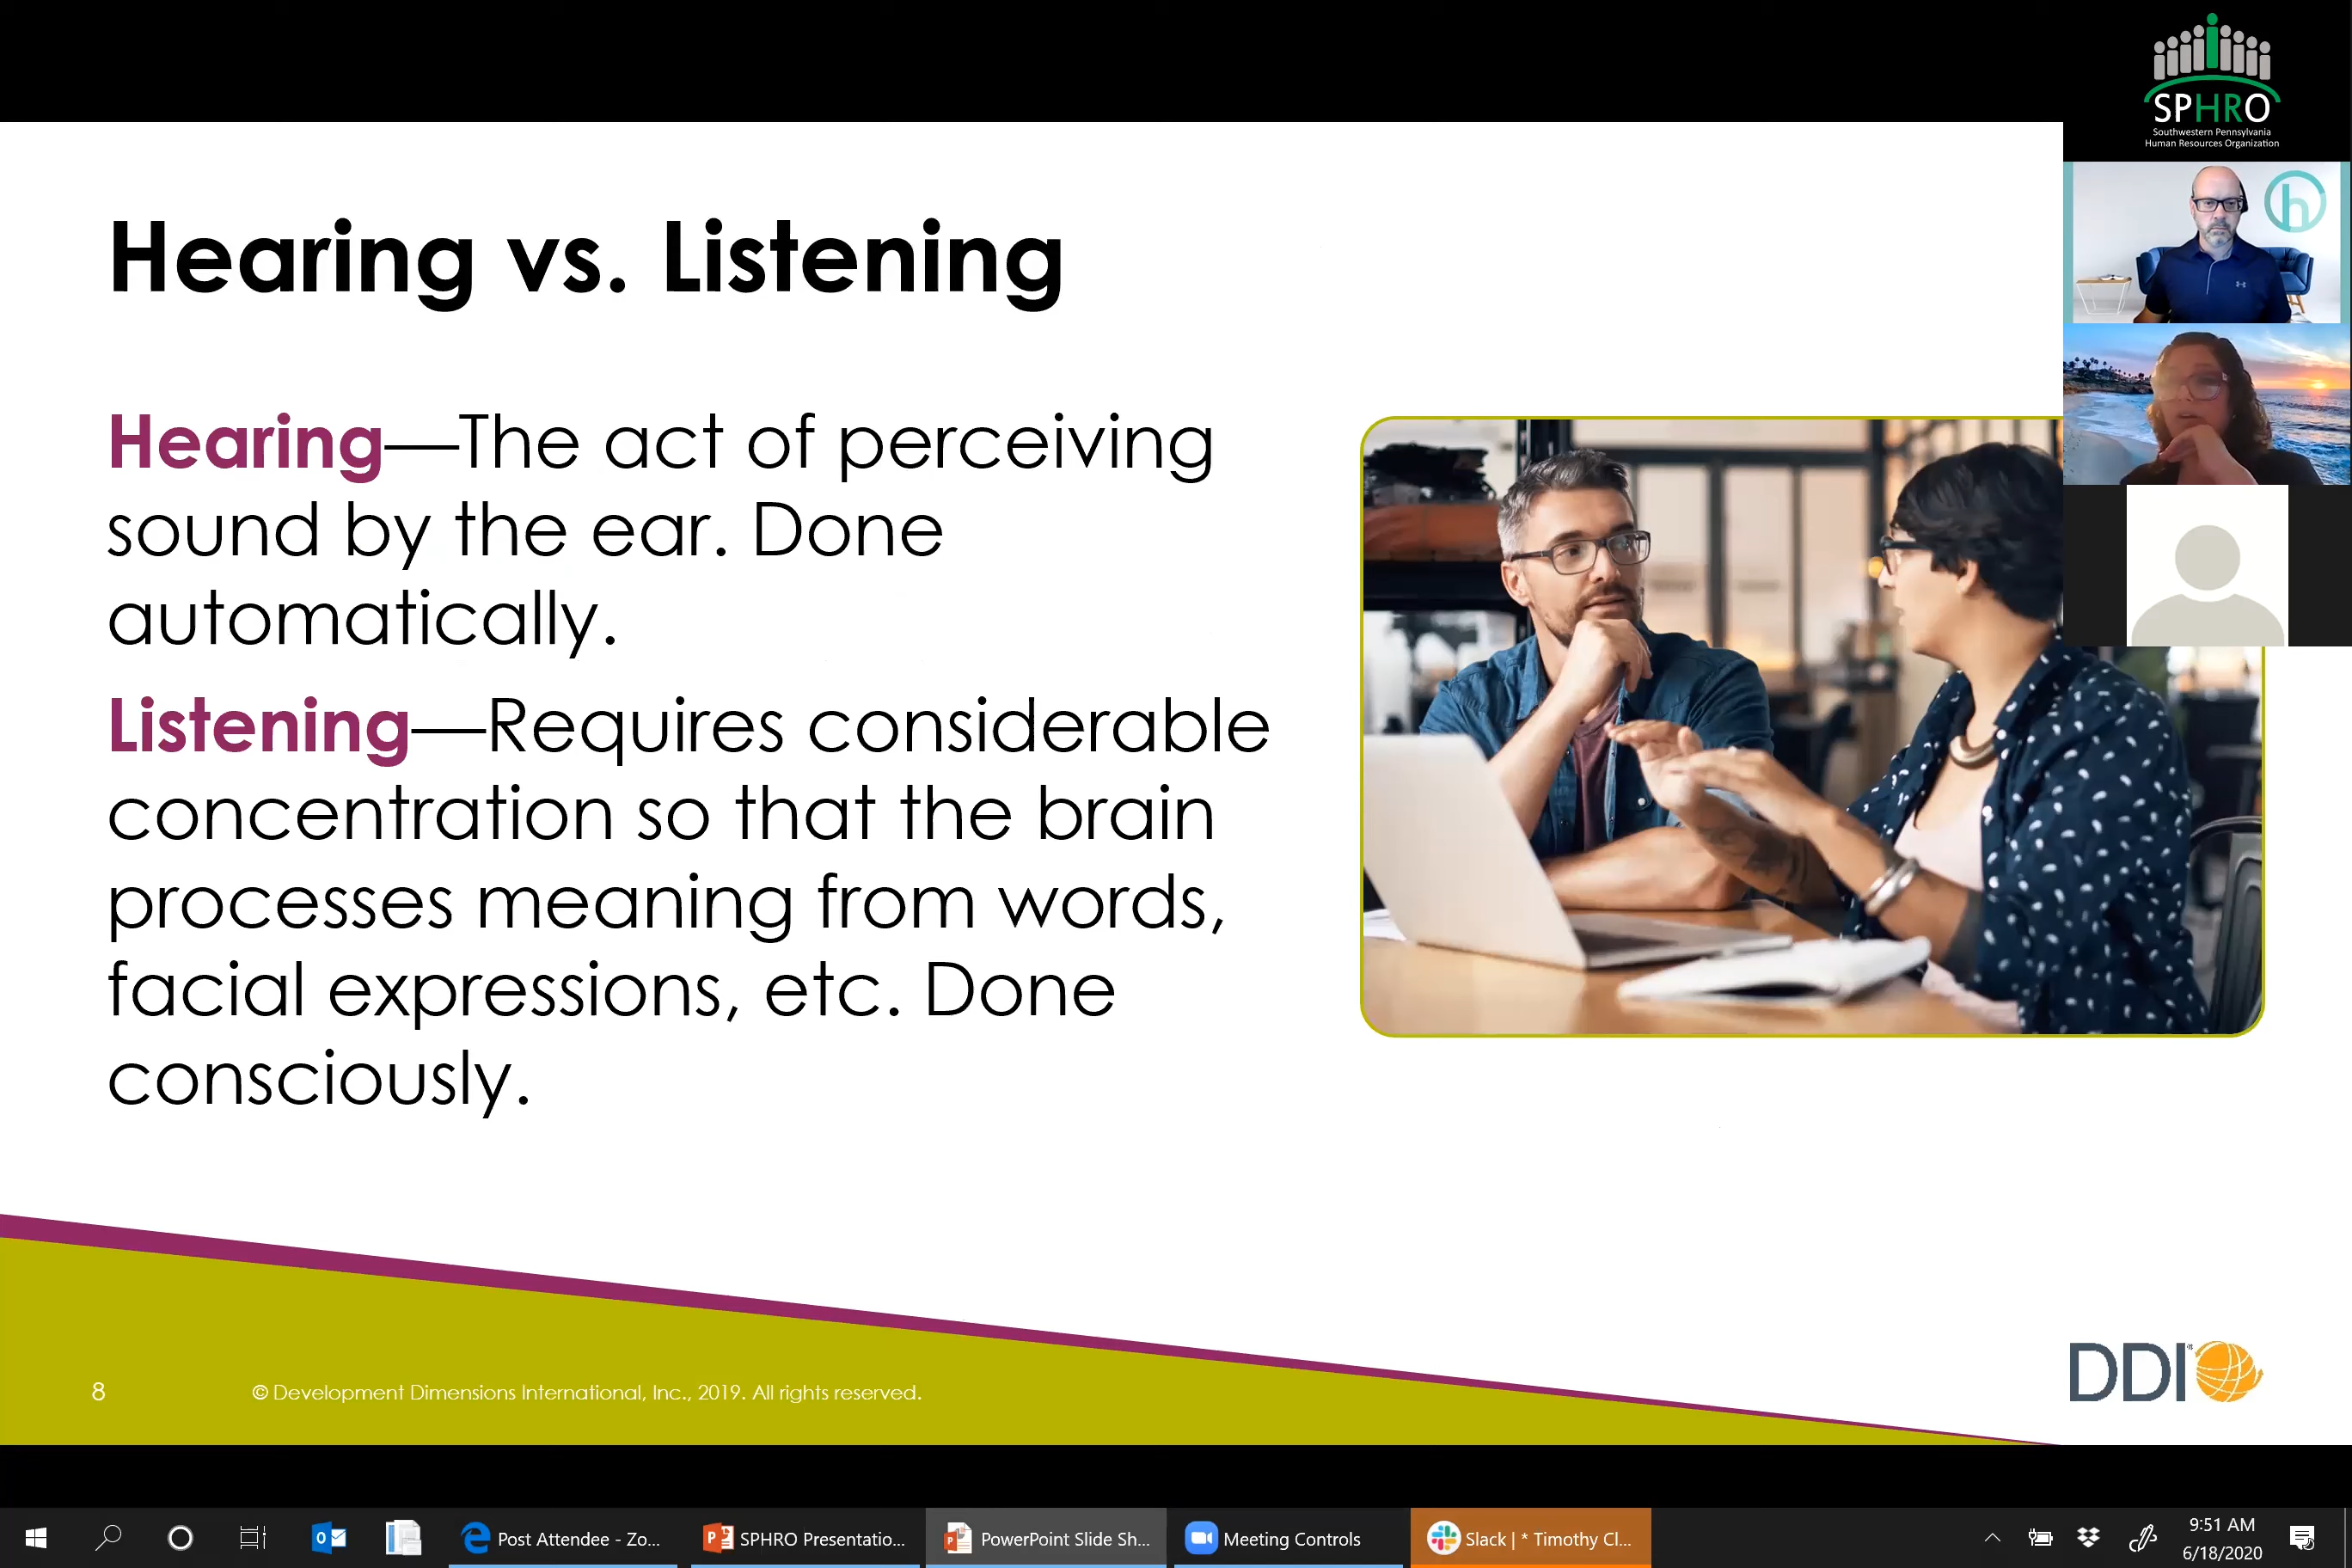 SPHRO
Southwestern Pennsylvania
Human Resources Organization
h
Hearing vs. Listening
Hearing—The act of perceiving
sound by the ear. Done
automatically.
Listening—Requires considerable
concentration so that the brain
processes meaning from words,
facial expressions, etc. Done
consciously.
8
© Development Dimensions International, Inc., 2019. All rights reserved.
DDI®
Post Attendee - Zo...
SPHRO Presentatio...
PowerPoint Slide Sh...
Meeting Controls
Slack | * Timothy Cl...
9:51 AM
6/18/2020